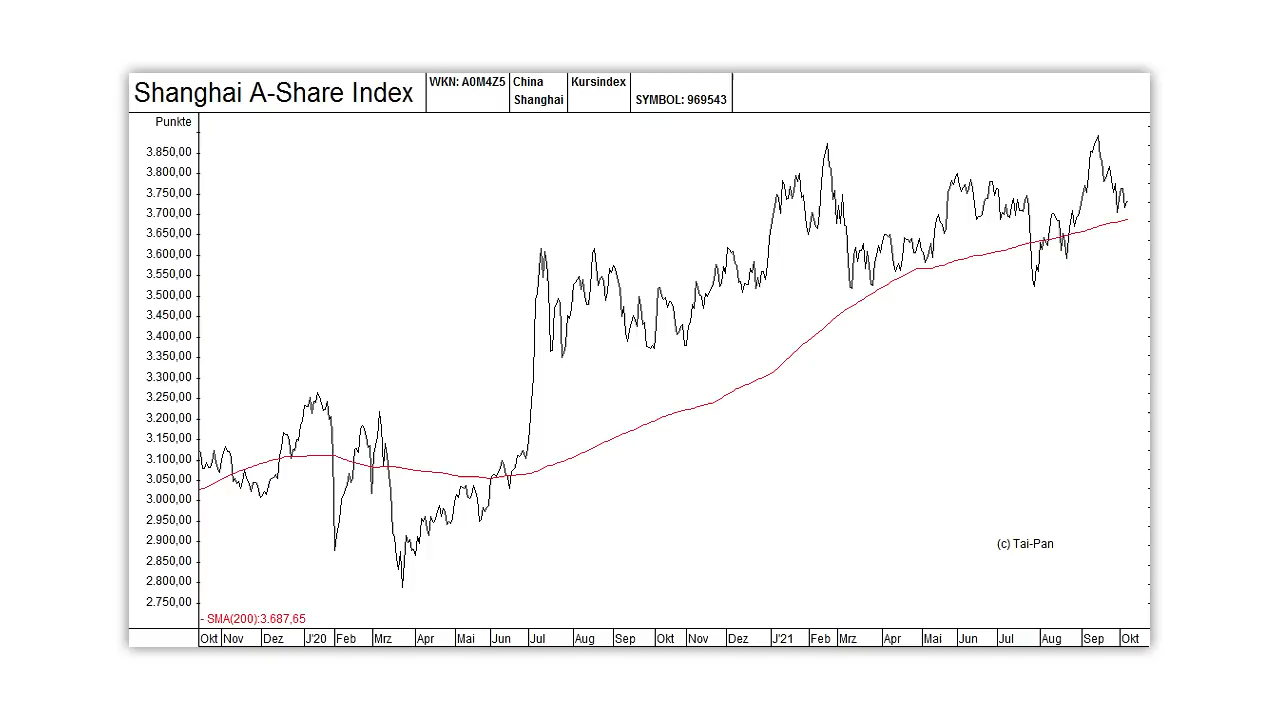 Shanghai A-Share Index
WKN: A0M4Z5
China
Shanghai
Kursindex
SYMBOL: 969543
Punkte
3.850,00
3.800,00
3.750,00
3.700,00
3.650,00
3.600,00
3.550,00
3.500,00
3.450,00
3.400,00
3.350,00
3.300,00
3.250,00
3.200,00
3.150,00
3.100,00
3.050,00
3.000,00
2.950,00
2.900,00
2.850,00
2.800,00
2.750,00
(c) Tai-Pan
- SMA(200):3.687,65
Okt Nov Dez J'20 Feb Mrz Apr Mai Jun Jul Aug Sep Okt Nov Dez J'21 Feb Mrz Apr Mai Jun Jul Aug Sep Okt